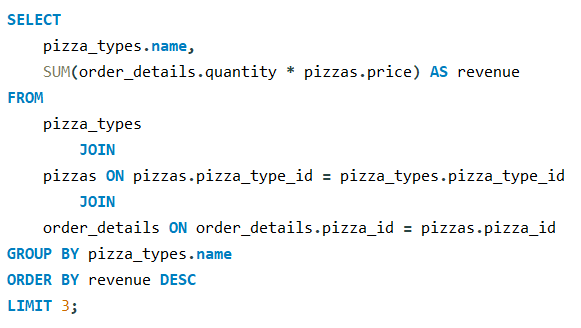 SELECT
    pizza_types.name,
    SUM(order_details.quantity * pizzas.price) AS revenue
FROM
    pizza_types
        JOIN
    pizzas ON pizzas.pizza_type_id = pizza_types.pizza_type_id
        JOIN
    order_details ON order_details.pizza_id = pizzas.pizza_id
GROUP BY pizza_types.name
ORDER BY revenue DESC
LIMIT 3;